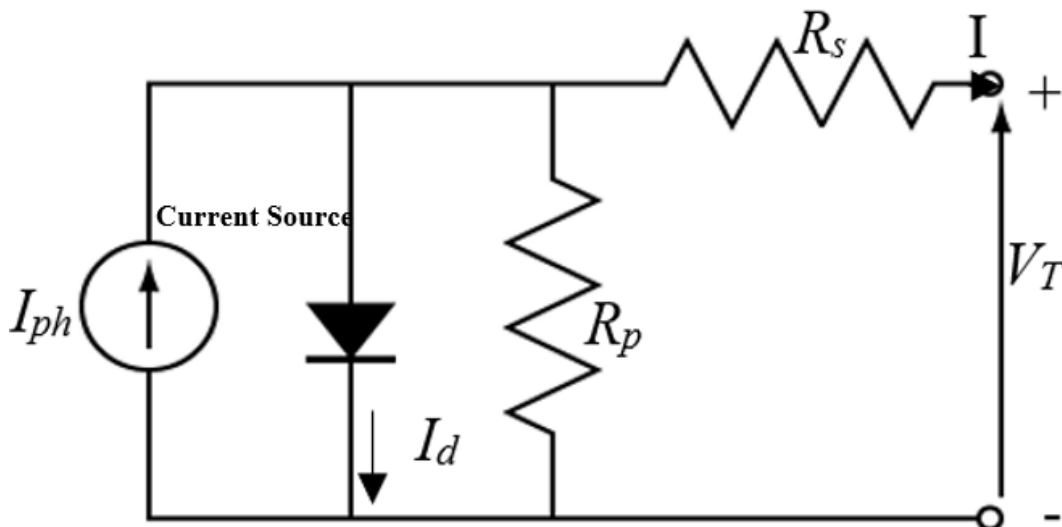 R_s
I
+
Current Source
I_ph
R_p
V_T
I_d
-